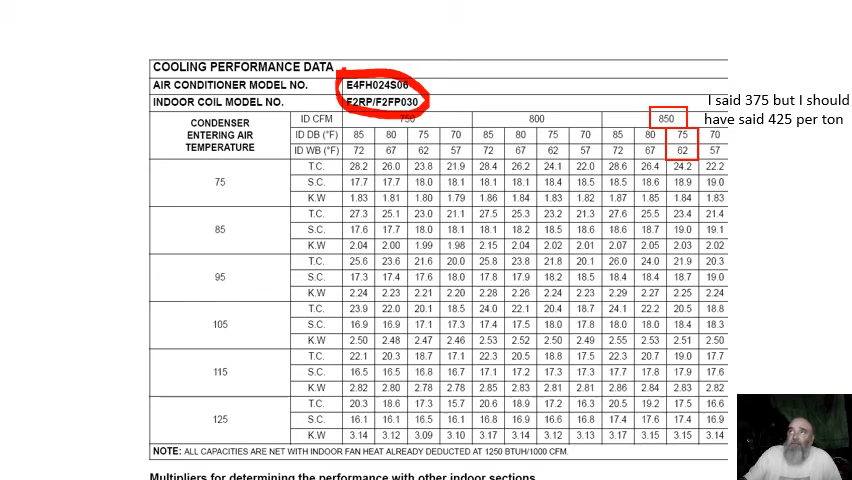 COOLING PERFORMANCE DATA
AIR CONDITIONER MODEL NO. E4FH024S06
INDOOR COIL MODEL NO. F2RP/F2FP030
I said 375 but I should
have said 425 per ton
CONDENSER ENTERING AIR TEMPERATURE
ID CFM 750 800 850
ID DB (°F) 85 80 75 70 85 80 75 70 85 80 75 70
ID WB (°F) 72 67 62 57 72 67 62 57 72 67 62 57
75
T.C. 28.2 26.0 23.8 21.9 28.4 26.2 24.1 22.0 28.6 26.4 24.2 22.2
S.C. 17.7 17.7 18.0 18.1 18.1 18.1 18.4 18.5 18.5 18.6 18.9 19.0
K.W 1.83 1.81 1.80 1.79 1.86 1.84 1.83 1.82 1.87 1.85 1.84 1.83
85
T.C. 27.3 25.1 23.0 21.1 27.5 25.3 23.2 21.3 27.6 25.5 23.4 21.4
S.C. 17.6 17.7 18.0 18.1 18.1 18.2 18.5 18.6 18.6 18.7 19.0 19.1
K.W 2.04 2.00 1.99 1.98 2.15 2.04 2.02 2.01 2.07 2.05 2.03 2.02
95
T.C. 25.6 23.6 21.6 20.0 25.8 23.8 21.8 20.1 26.0 24.0 21.9 20.3
S.C. 17.3 17.4 17.6 18.0 17.8 17.9 18.2 18.5 18.4 18.4 18.7 19.0
K.W 2.24 2.23 2.21 2.20 2.28 2.26 2.24 2.23 2.29 2.27 2.25 2.24
105
T.C. 23.9 22.0 20.1 18.5 24.0 22.1 20.4 18.7 24.1 22.2 20.5 18.8
S.C. 16.9 16.9 17.1 17.3 17.4 17.5 18.0 17.8 18.0 18.0 18.4 18.3
K.W 2.50 2.48 2.47 2.46 2.53 2.52 2.50 2.49 2.55 2.53 2.51 2.50
115
T.C. 22.1 20.3 18.7 17.1 22.3 20.5 18.8 17.5 22.3 20.7 19.0 17.7
S.C. 16.5 16.5 16.8 16.7 17.1 17.2 17.3 17.3 17.7 17.8 17.9 17.6
K.W 2.82 2.80 2.78 2.78 2.85 2.83 2.81 2.81 2.86 2.84 2.83 2.82
125
T.C. 20.3 18.6 17.3 15.7 20.6 18.9 17.2 16.3 20.5 19.2 17.5 16.6
S.C. 16.1 16.1 16.5 16.1 16.8 16.9 16.6 16.8 17.4 17.6 17.4 16.9
K.W 3.14 3.12 3.09 3.10 3.17 3.14 3.12 3.13 3.17 3.15 3.15 3.14
NOTE: ALL CAPACITIES ARE NET WITH INDOOR FAN HEAT ALREADY DEDUCTED AT 1250 BTUH/1000 CFM.
Multipliers for determining the performance with other indoor sections.